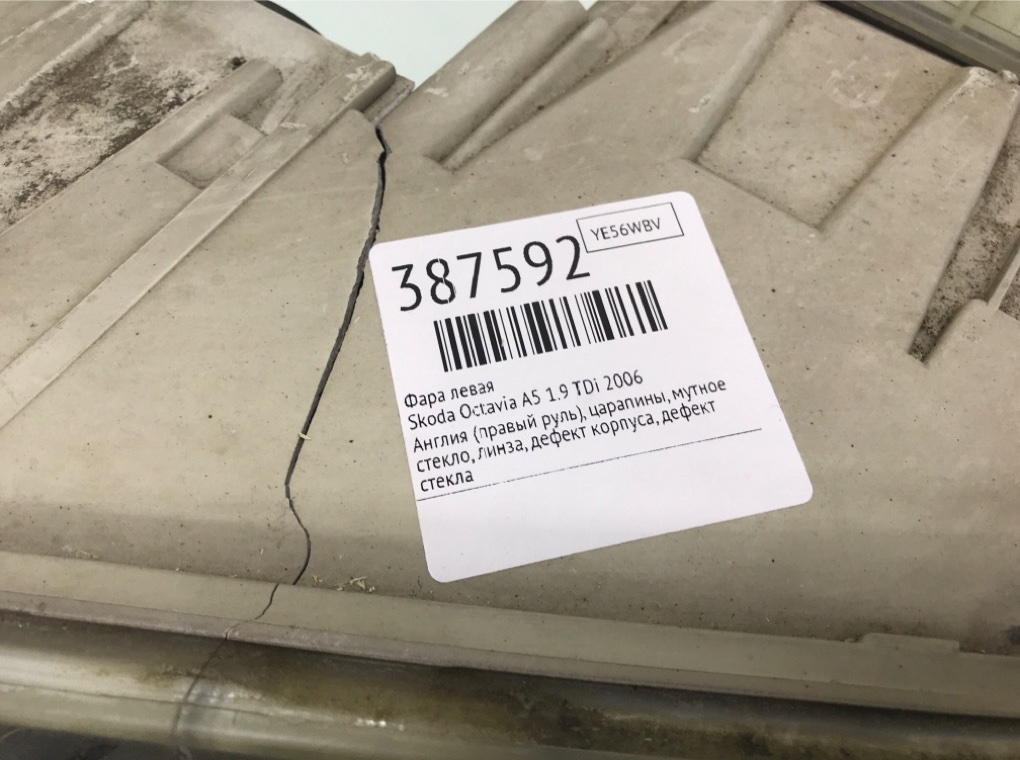 YE56WBV
387592
Фара левая
Skoda Octavia A5 1.9 TDi 2006
Англия (правый руль), царапины, мутное
стекло, линза, дефект корпуса, дефект
стекла